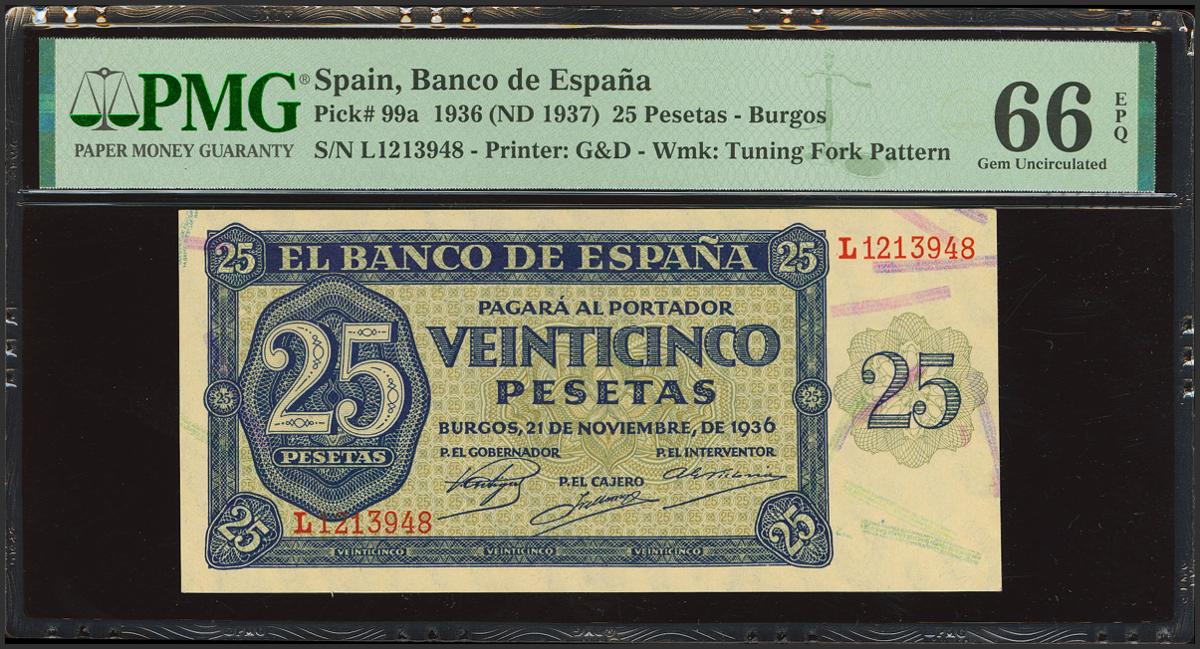 PMG®
PAPER MONEY GUARANTY
Spain, Banco de España
Pick# 99a 1936 (ND 1937) 25 Pesetas - Burgos
S/N L1213948 - Printer: G&D - Wmk: Tuning Fork Pattern
66
EPQ
Gem Uncirculated
25
EL BANCO DE ESPAÑA
25
L1213948
PAGARÁ AL PORTADOR
25
PESETAS
VEINTICINCO
PESETAS
25
BURGOS, 21 DE NOVIEMBRE, DE 1936
P. EL GOBERNADOR
P. EL INTERVENTOR
P. EL CAJERO
L1213948
25
25
VEINTICINCO
VEINTICINCO
VEINTICINCO